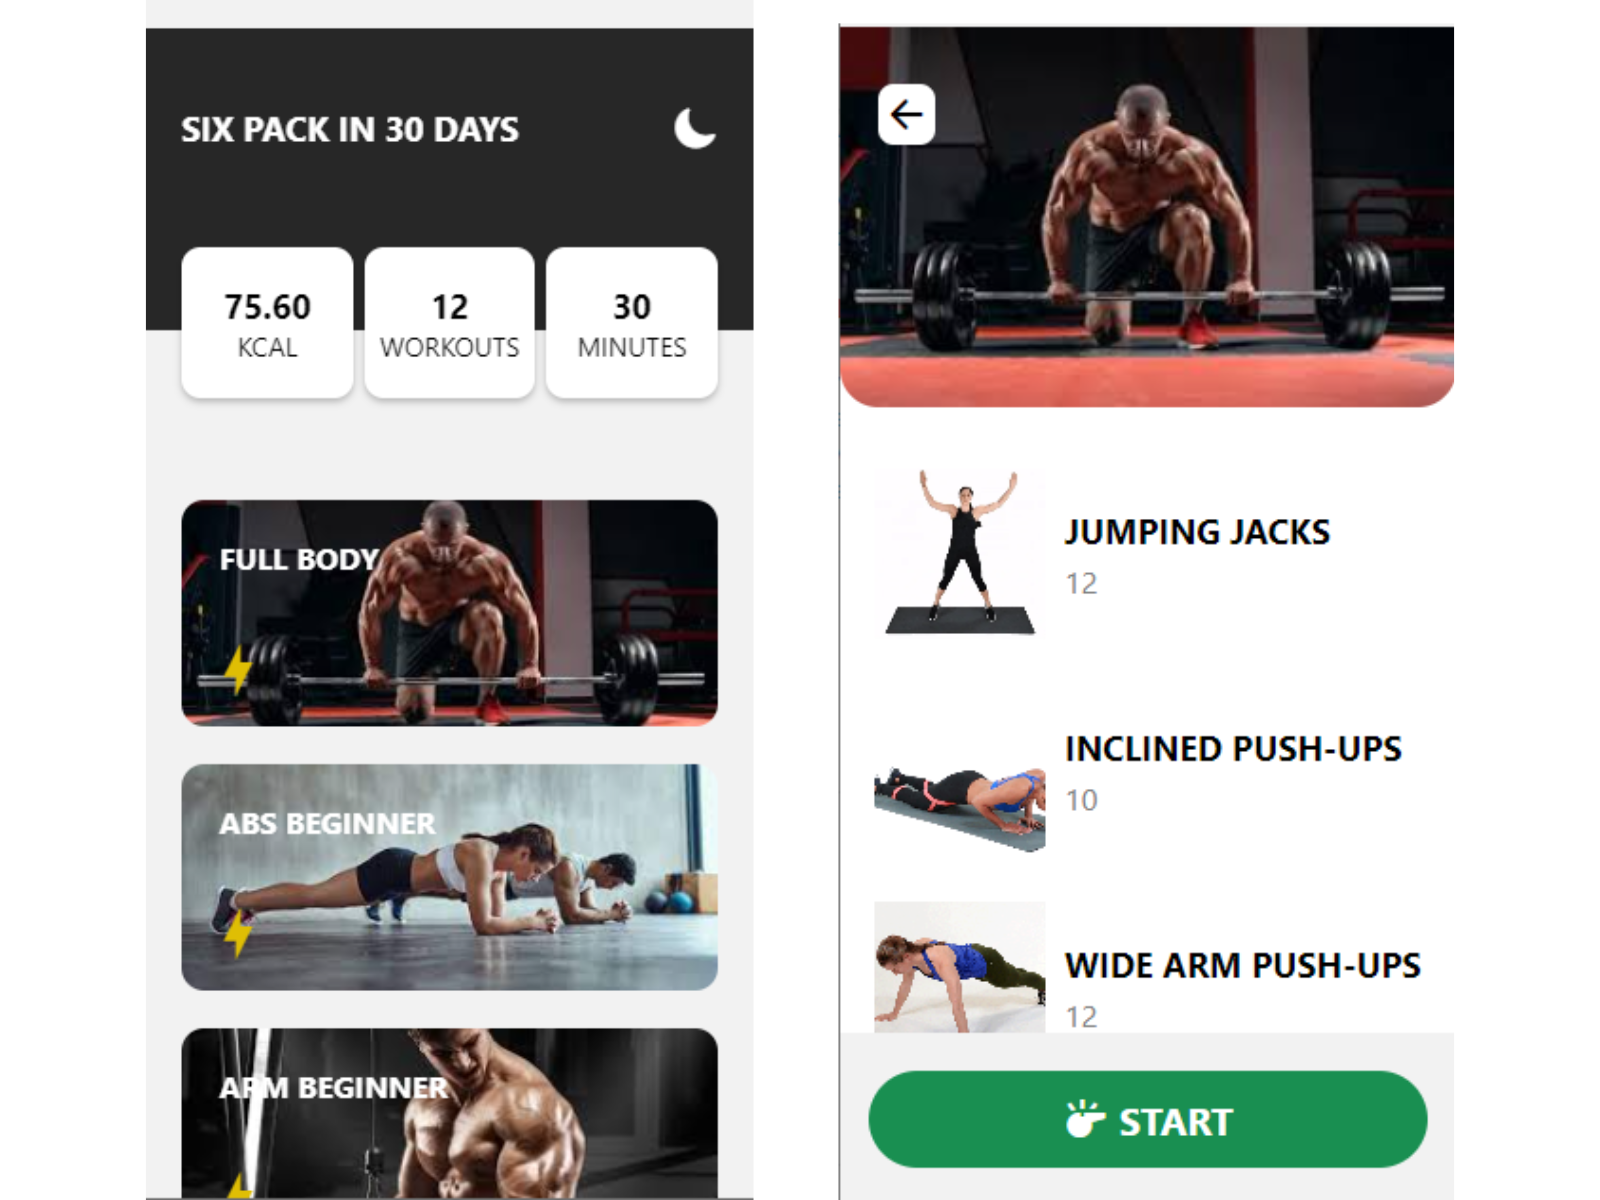 SIX PACK IN 30 DAYS
75.60
KCAL
12
WORKOUTS
30
MINUTES
FULL BODY
ABS BEGINNER
ARM BEGINNER
JUMPING JACKS
12
INCLINED PUSH-UPS
10
WIDE ARM PUSH-UPS
12
START